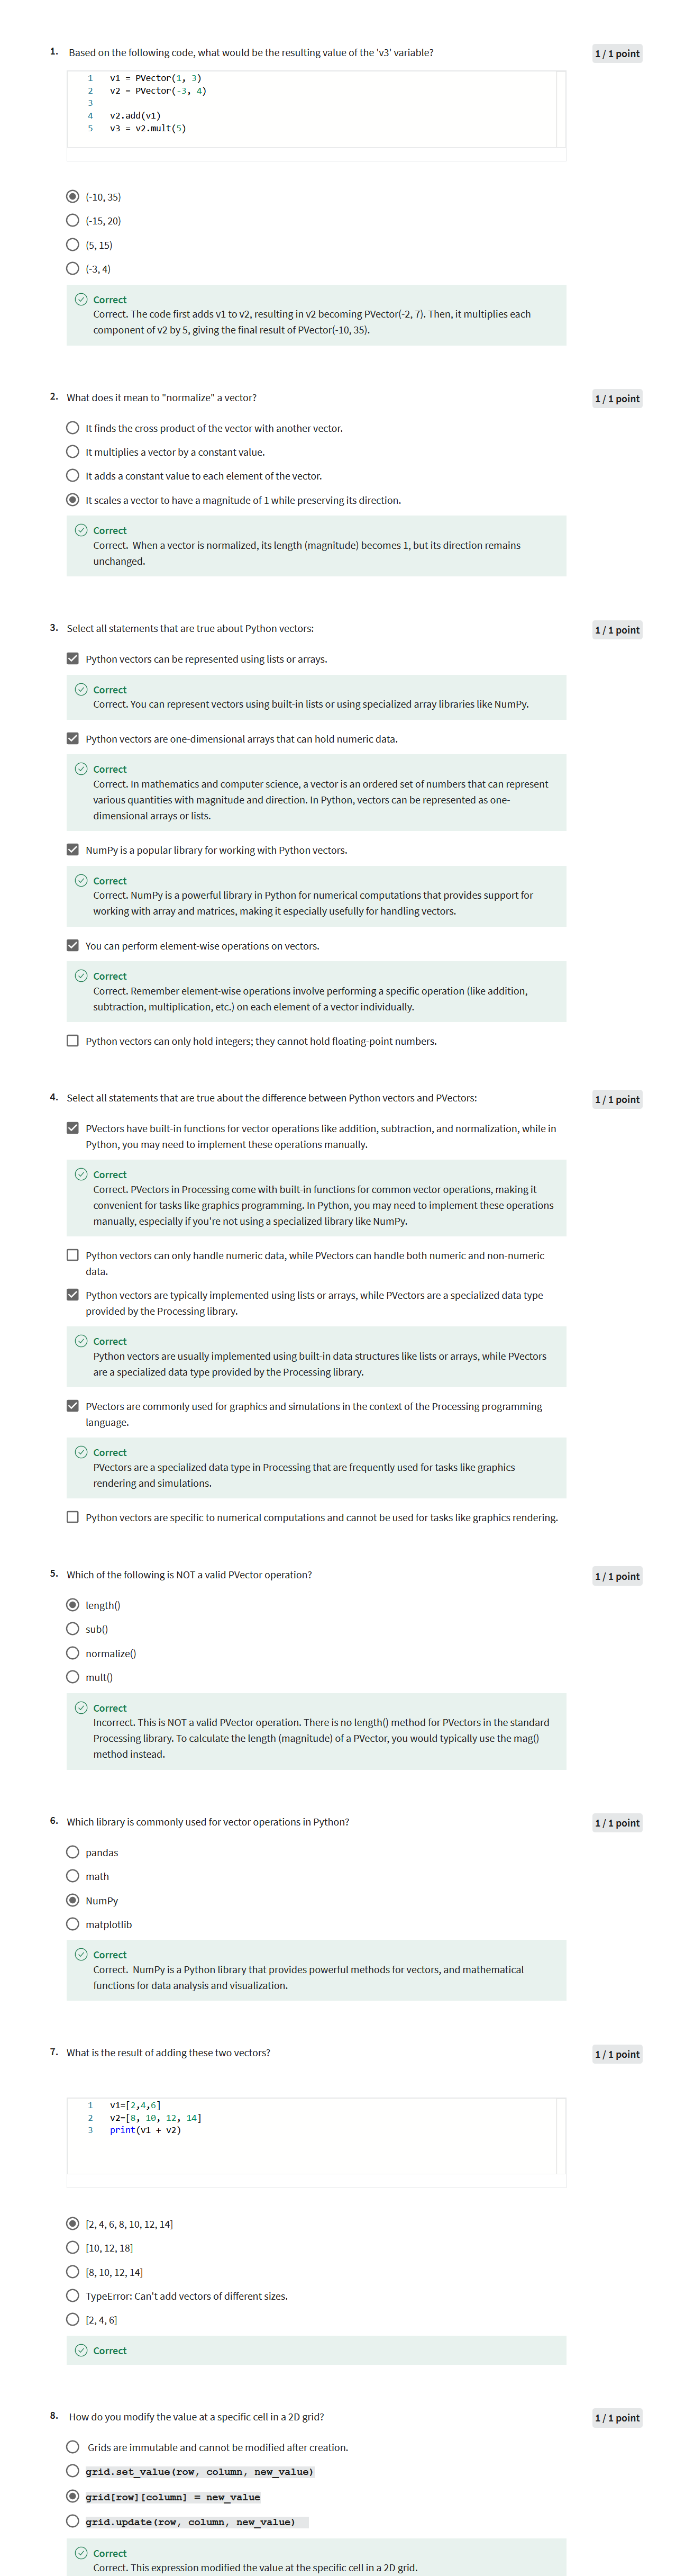 1. Based on the following code, what would be the resulting value of the 'v3' variable?
1 / 1 point
1 v1 = PVector(1, 3)
2 v2 = PVector(-3, 4)
3
4 v2.add(v1)
5 v3 = v2.mult(5)
(-10, 35)
(-15, 20)
(5, 15)
(-3, 4)
Correct
Correct. The code first adds v1 to v2, resulting in v2 becoming PVector(-2, 7). Then, it multiplies each
component of v2 by 5, giving the final result of PVector(-10, 35).
2. What does it mean to "normalize" a vector?
1 / 1 point
It finds the cross product of the vector with another vector.
It multiplies a vector by a constant value.
It adds a constant value to each element of the vector.
It scales a vector to have a magnitude of 1 while preserving its direction.
Correct
Correct. When a vector is normalized, its length (magnitude) becomes 1, but its direction remains
unchanged.
3. Select all statements that are true about Python vectors:
1 / 1 point
Python vectors can be represented using lists or arrays.
Correct
Correct. You can represent vectors using built-in lists or using specialized array libraries like NumPy.
Python vectors are one-dimensional arrays that can hold numeric data.
Correct
Correct. In mathematics and computer science, a vector is an ordered set of numbers that can represent
various quantities with magnitude and direction. In Python, vectors can be represented as one-
dimensional arrays or lists.
NumPy is a popular library for working with Python vectors.
Correct
Correct. NumPy is a powerful library in Python for numerical computations that provides support for
working with array and matrices, making it especially usefully for handling vectors.
You can perform element-wise operations on vectors.
Correct
Correct. Remember element-wise operations involve performing a specific operation (like addition,
subtraction, multiplication, etc.) on each element of a vector individually.
Python vectors can only hold integers; they cannot hold floating-point numbers.
4. Select all statements that are true about the difference between Python vectors and PVectors:
1 / 1 point
PVectors have built-in functions for vector operations like addition, subtraction, and normalization, while in
Python, you may need to implement these operations manually.
Correct
Correct. PVectors in Processing come with built-in functions for common vector operations, making it
convenient for tasks like graphics programming. In Python, you may need to implement these operations
manually, especially if you're not using a specialized library like NumPy.
Python vectors can only handle numeric data, while PVectors can handle both numeric and non-numeric
data.
Python vectors are typically implemented using lists or arrays, while PVectors are a specialized data type
provided by the Processing library.
Correct
Python vectors are usually implemented using built-in data structures like lists or arrays, while PVectors
are a specialized data type provided by the Processing library.
PVectors are commonly used for graphics and simulations in the context of the Processing programming
language.
Correct
PVectors are a specialized data type in Processing that are frequently used for tasks like graphics
rendering and simulations.
Python vectors are specific to numerical computations and cannot be used for tasks like graphics rendering.
5. Which of the following is NOT a valid PVector operation?
1 / 1 point
length()
sub()
normalize()
mult()
Correct
Incorrect. This is NOT a valid PVector operation. There is no length() method for PVectors in the standard
Processing library. To calculate the length (magnitude) of a PVector, you would typically use the mag()
method instead.
6. Which library is commonly used for vector operations in Python?
1 / 1 point
pandas
math
NumPy
matplotlib
Correct
Correct. NumPy is a Python library that provides powerful methods for vectors, and mathematical
functions for data analysis and visualization.
7. What is the result of adding these two vectors?
1 / 1 point
1 v1=[2,4,6]
2 v2=[8, 10, 12, 14]
3 print(v1 + v2)
[2, 4, 6, 8, 10, 12, 14]
[10, 12, 18]
[8, 10, 12, 14]
TypeError: Can't add vectors of different sizes.
[2, 4, 6]
Correct
8. How do you modify the value at a specific cell in a 2D grid?
1 / 1 point
Grids are immutable and cannot be modified after creation.
grid.set_value(row, column, new_value)
grid[row][column] = new_value
grid.update(row, column, new_value)
Correct
Correct. This expression modified the value at the specific cell in a 2D grid.